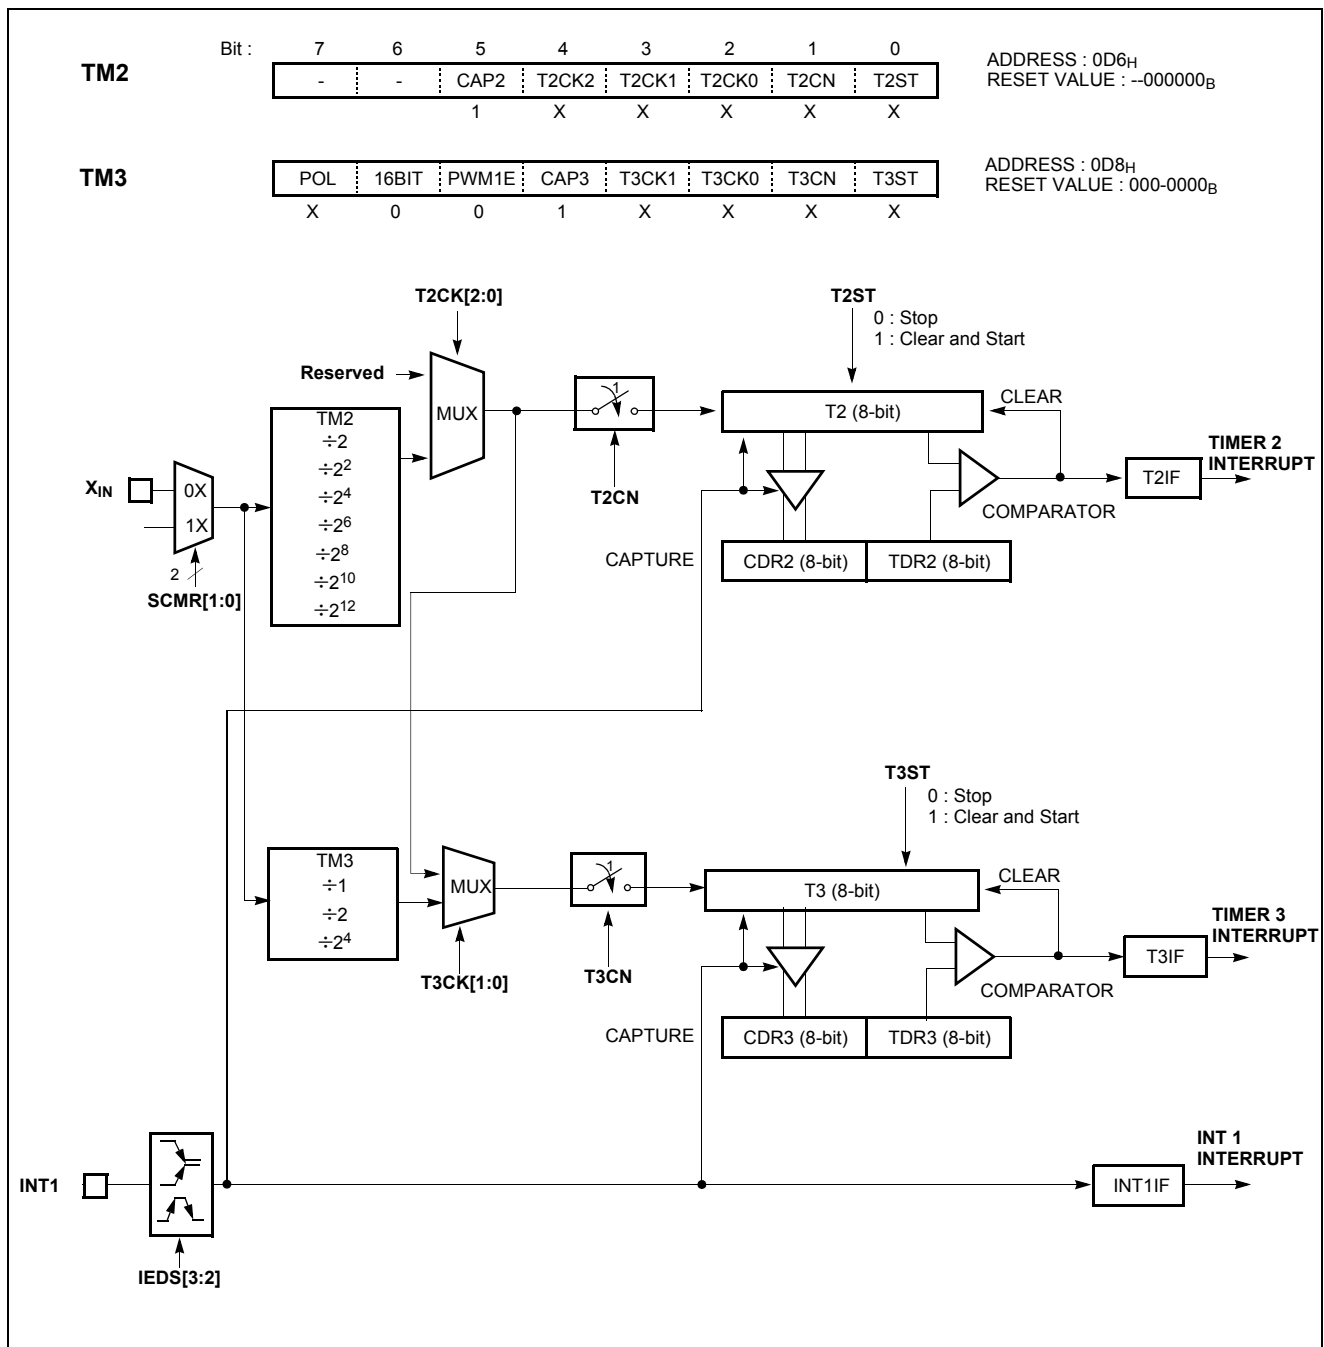 Bit : 7 6 5 4 3 2 1 0
TM2
- - CAP2 T2CK2 T2CK1 T2CK0 T2CN T2ST
1 X X X X X
ADDRESS : 0D6H
RESET VALUE : --000000B
TM3
POL 16BIT PWM1E CAP3 T3CK1 T3CK0 T3CN T3ST
X 0 0 1 X X X X
ADDRESS : 0D8H
RESET VALUE : 000-0000B
T2CK[2:0]
T2ST
0 : Stop
1 : Clear and Start
Reserved
MUX
1
T2CN
T2 (8-bit)
CLEAR
TIMER 2
INTERRUPT
T2IF
COMPARATOR
XIN
0X
1X
2
SCMR[1:0]
TM2
÷2
÷2²
÷2⁴
÷2⁶
÷2⁸
÷2¹⁰
÷2¹²
CAPTURE
CDR2 (8-bit)
TDR2 (8-bit)
T3ST
0 : Stop
1 : Clear and Start
TM3
÷1
÷2
÷2⁴
MUX
T3CK[1:0]
1
T3CN
T3 (8-bit)
CLEAR
TIMER 3
INTERRUPT
T3IF
COMPARATOR
CAPTURE
CDR3 (8-bit)
TDR3 (8-bit)
INT1
IEDS[3:2]
INT 1
INTERRUPT
INT1IF